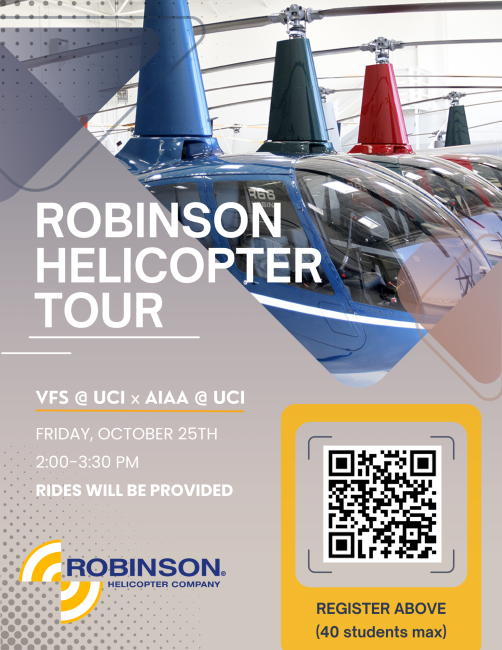 R66
ROBINSON
HELICOPTER
TOUR
VFS @ UCI x AIAA @ UCI
FRIDAY, OCTOBER 25TH
2:00-3:30 PM
RIDES WILL BE PROVIDED
ROBINSON®
HELICOPTER COMPANY
REGISTER ABOVE
(40 students max)